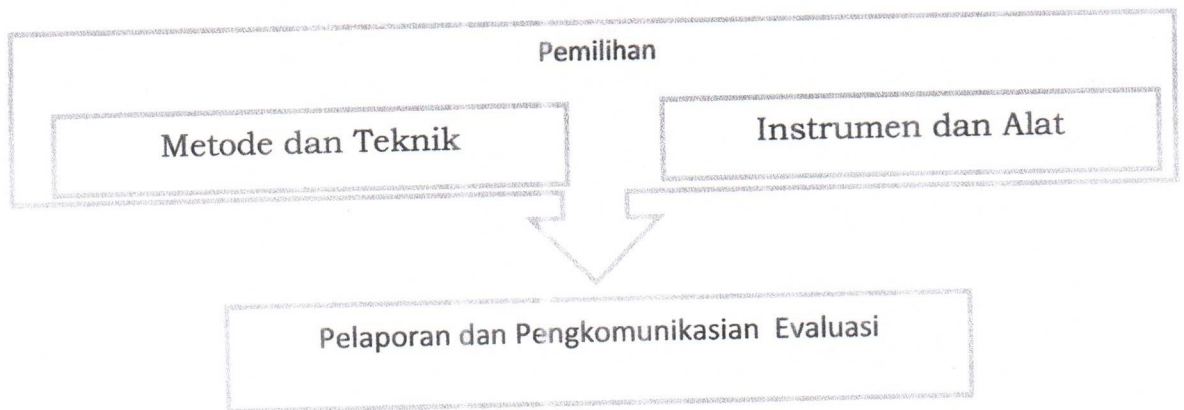 Pemilihan
Metode dan Teknik
Instrumen dan Alat
Pelaporan dan Pengkomunikasian Evaluasi